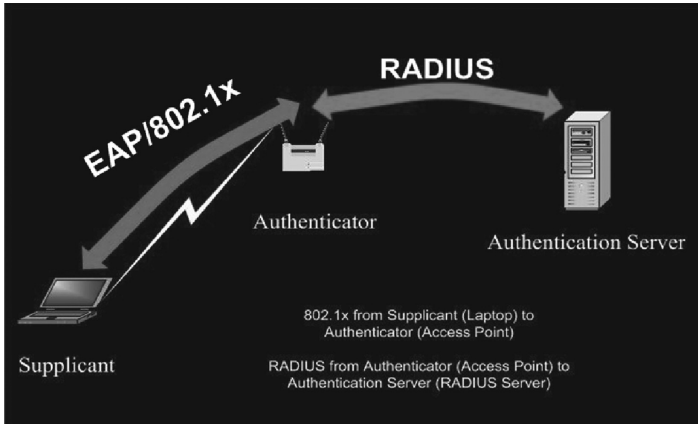 RADIUS
EAP/802.1x
Authenticator
Authentication Server
802.1x from Supplicant (Laptop) to
Authenticator (Access Point)
Supplicant
RADIUS from Authenticator (Access Point) to
Authentication Server (RADIUS Server)